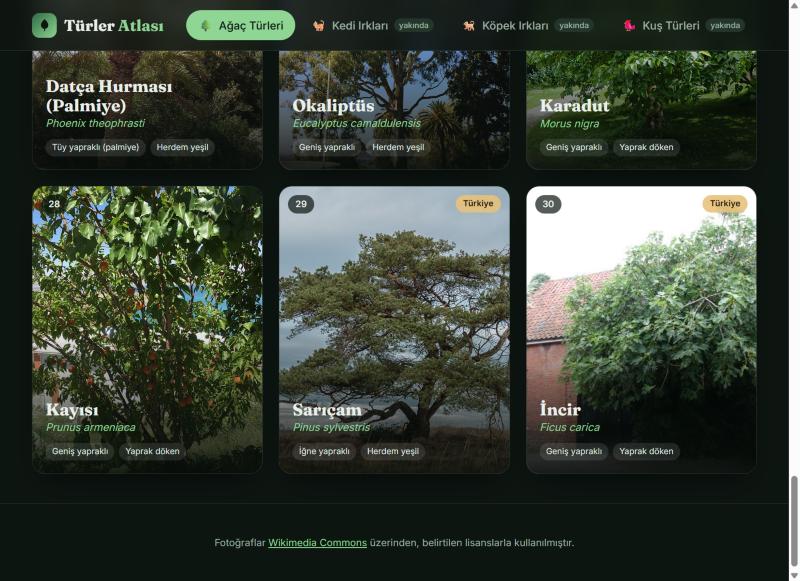 Türler Atlası
Ağaç Türleri
Kedi Irkları yakında
Köpek Irkları yakında
Kuş Türleri yakında
Datça Hurması
(Palmiye)
Phoenix theophrasti
Tüy yapraklı (palmiye) Herdem yeşil
Okaliptüs
Eucalyptus camaldulensis
Geniş yapraklı Herdem yeşil
Karadut
Morus nigra
Geniş yapraklı Yaprak döken
28
Kayısı
Prunus armeniaca
Geniş yapraklı Yaprak döken
29
Türkiye
Sarıçam
Pinus sylvestris
İğne yapraklı Herdem yeşil
30
Türkiye
İncir
Ficus carica
Geniş yapraklı Yaprak döken
Fotoğraflar Wikimedia Commons üzerinden, belirtilen lisanslarla kullanılmıştır.